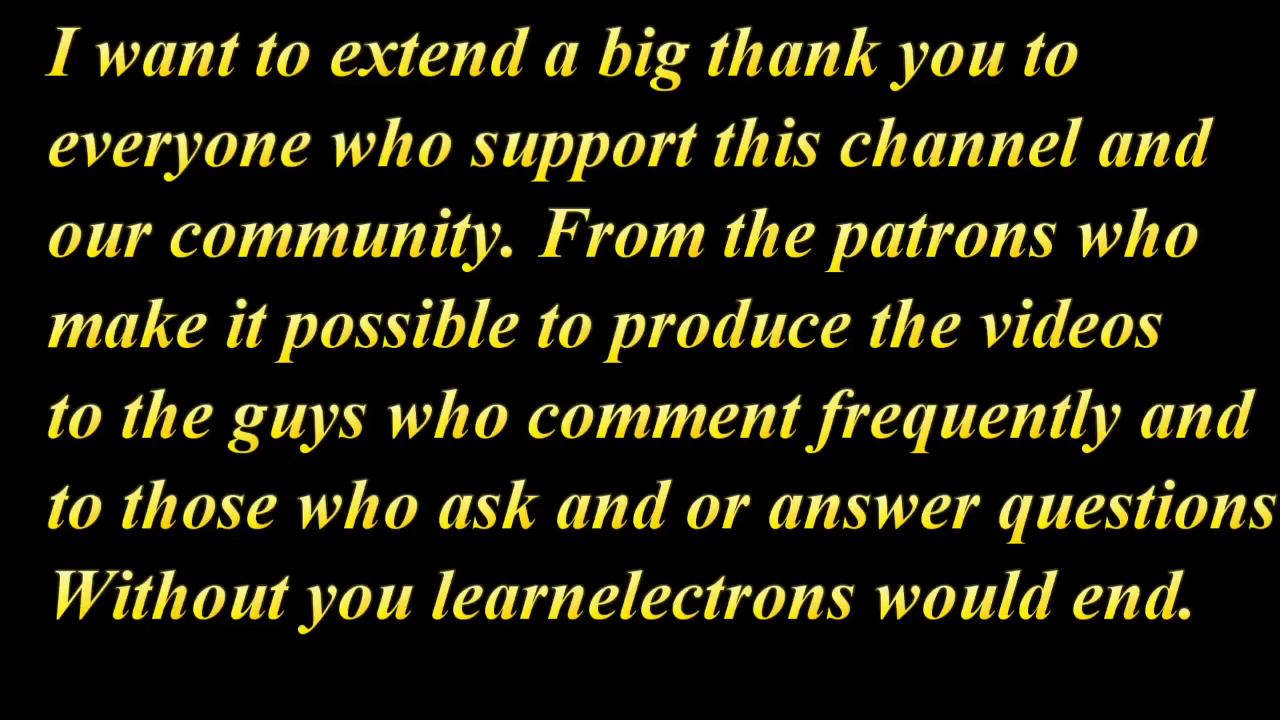 I want to extend a big thank you to
everyone who support this channel and
our community. From the patrons who
make it possible to produce the videos
to the guys who comment frequently and
to those who ask and or answer questions
Without you learnelectrons would end.